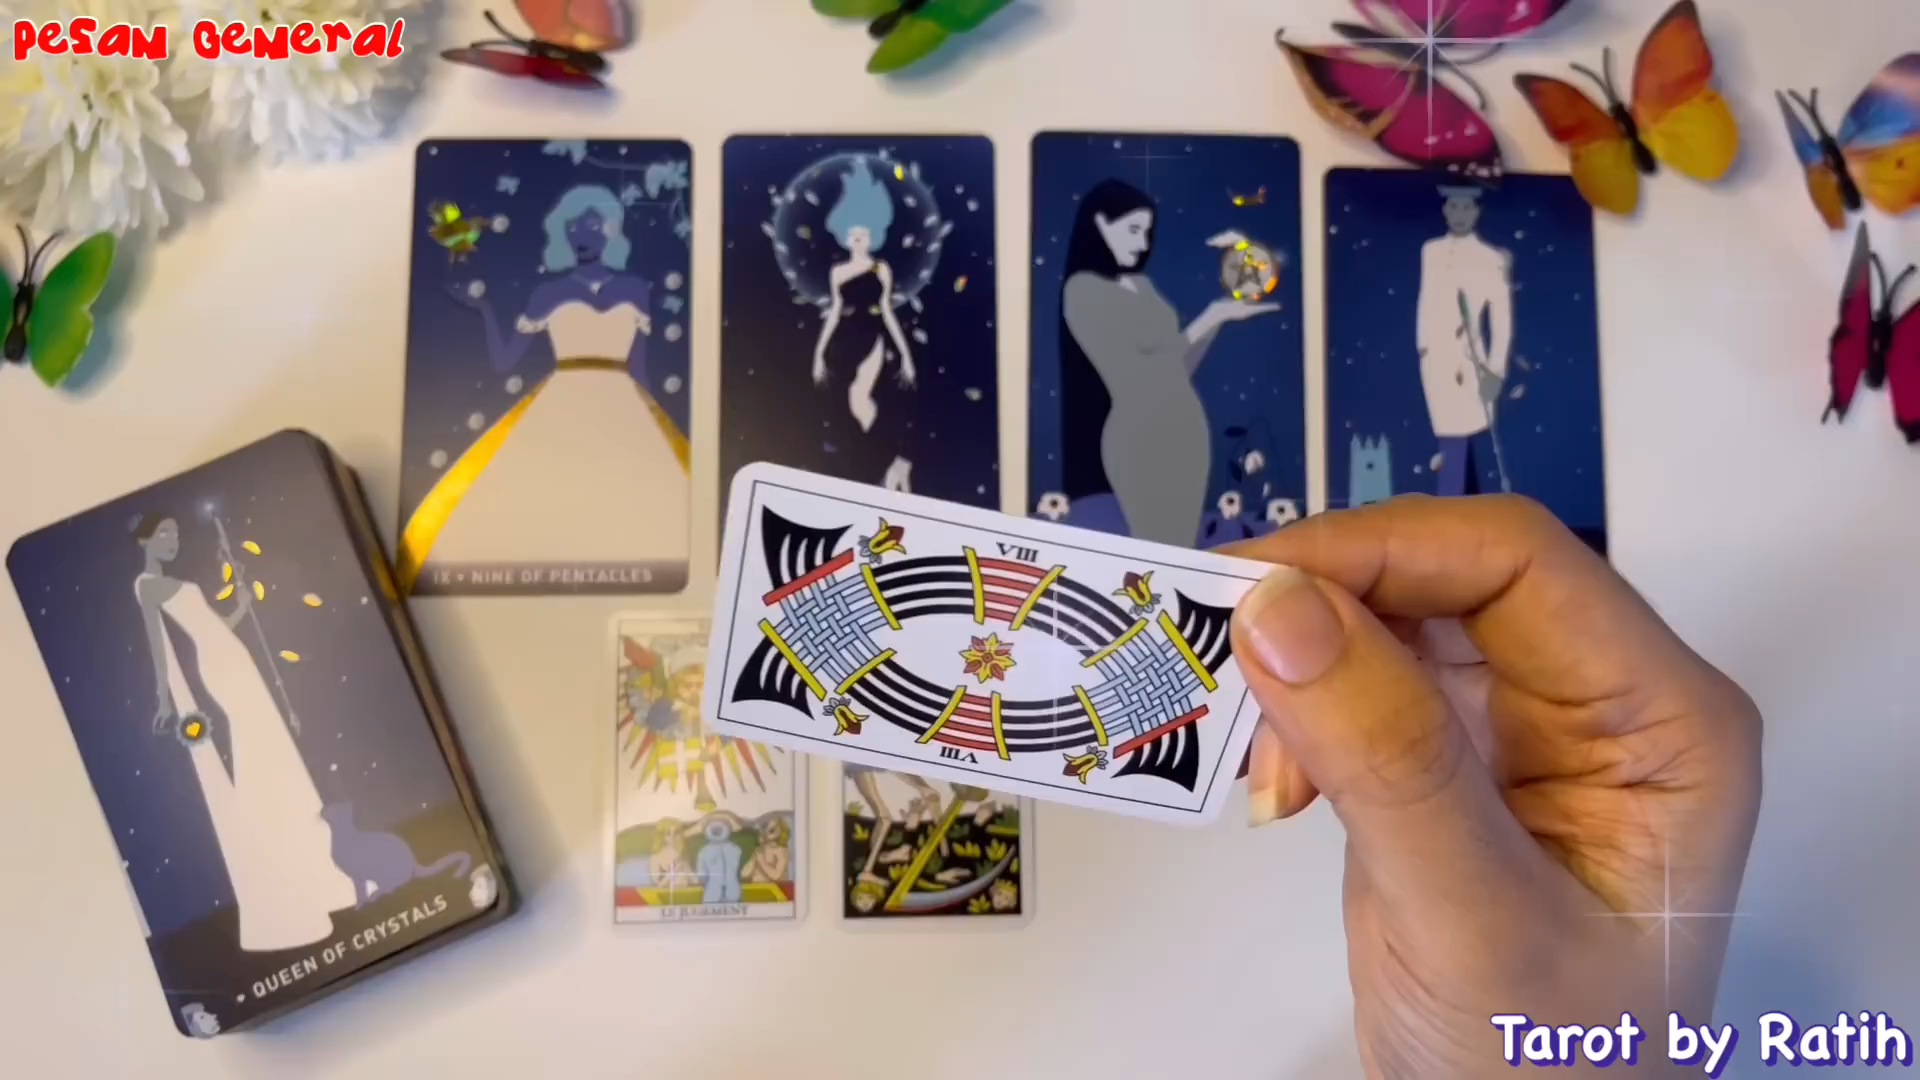 PESAN GENERAL
IX • NINE OF PENTACLES
VIII
VIII
LE JUGEMENT
• QUEEN OF CRYSTALS
Tarot by Ratih